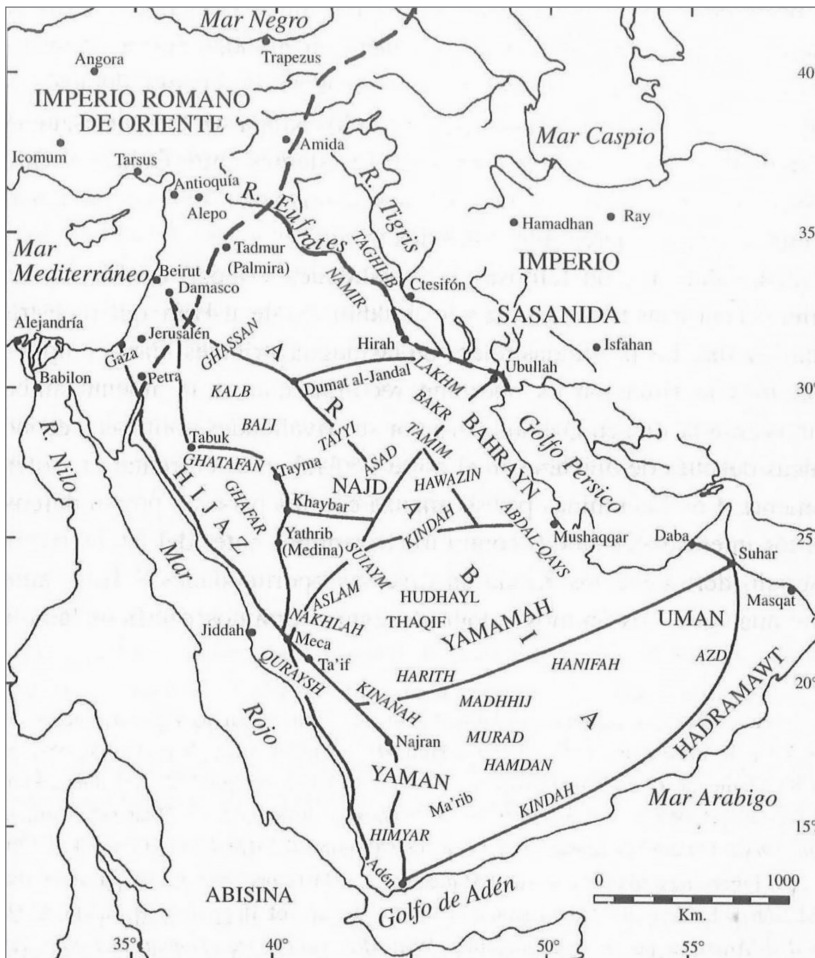 Mar Negro
Trapezus
Angora
40°
IMPERIO ROMANO
DE ORIENTE
Mar Caspio
Amida
Icomum
Tarsus
Antioquía
Alepo
R. Eufrates
R. Tigris
TAGHLIB
NAMIR
Hamadhan
Ray
35°
Mar
Mediterráneo
Tadmur
(Palmira)
IMPERIO
SASANIDA
Beirut
Damasco
Ctesifón
Alejandría
Jerusalén
GHASSAN
Hirah
Isfahan
Gaza
A
Ubullah
Babilon
Petra
Dumat al-Jandal
LAKHM
30°
R. Nilo
KALB
R
BAKR
BALI
TAYY
TAMIM
BAHRAYN
Golfo Persico
Tabuk
GHATAFAN
Tayma
ASAD
NAJD
HAWAZIN
HIJAZ
GHAFAR
Khaybar
A
KINDAH
ABDAL-QAYS
Mushaqqar
Daba
25°
Yathrib
(Medina)
SULAYM
Suhar
Mar
Rojo
ASLAM
B
HUDHAYL
Masqat
NAKHLAH
THAQIF
YAMAMAH
UMAN
Jiddah
Meca
I
AZD
Ta'if
QURAYSH
HARITH
HANIFAH
20°
KINANAH
MADHHIJ
A
HADRAMAWT
Najran
MURAD
HAMDAN
YAMAN
Mar Arabigo
Ma'rib
KINDAH
HIMYAR
15°
ABISINIA
Adén
Golfo de Adén
0 1000
Km.
35° 40° 50° 55°